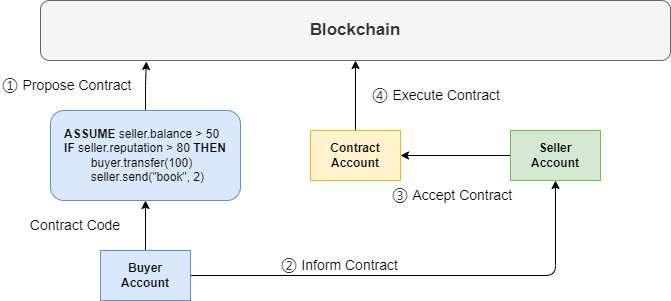 Blockchain
① Propose Contract
④ Execute Contract
ASSUME seller.balance > 50
IF seller.reputation > 80 THEN
buyer.transfer(100)
seller.send("book", 2)
Contract
Account
Seller
Account
③ Accept Contract
Contract Code
② Inform Contract
Buyer
Account